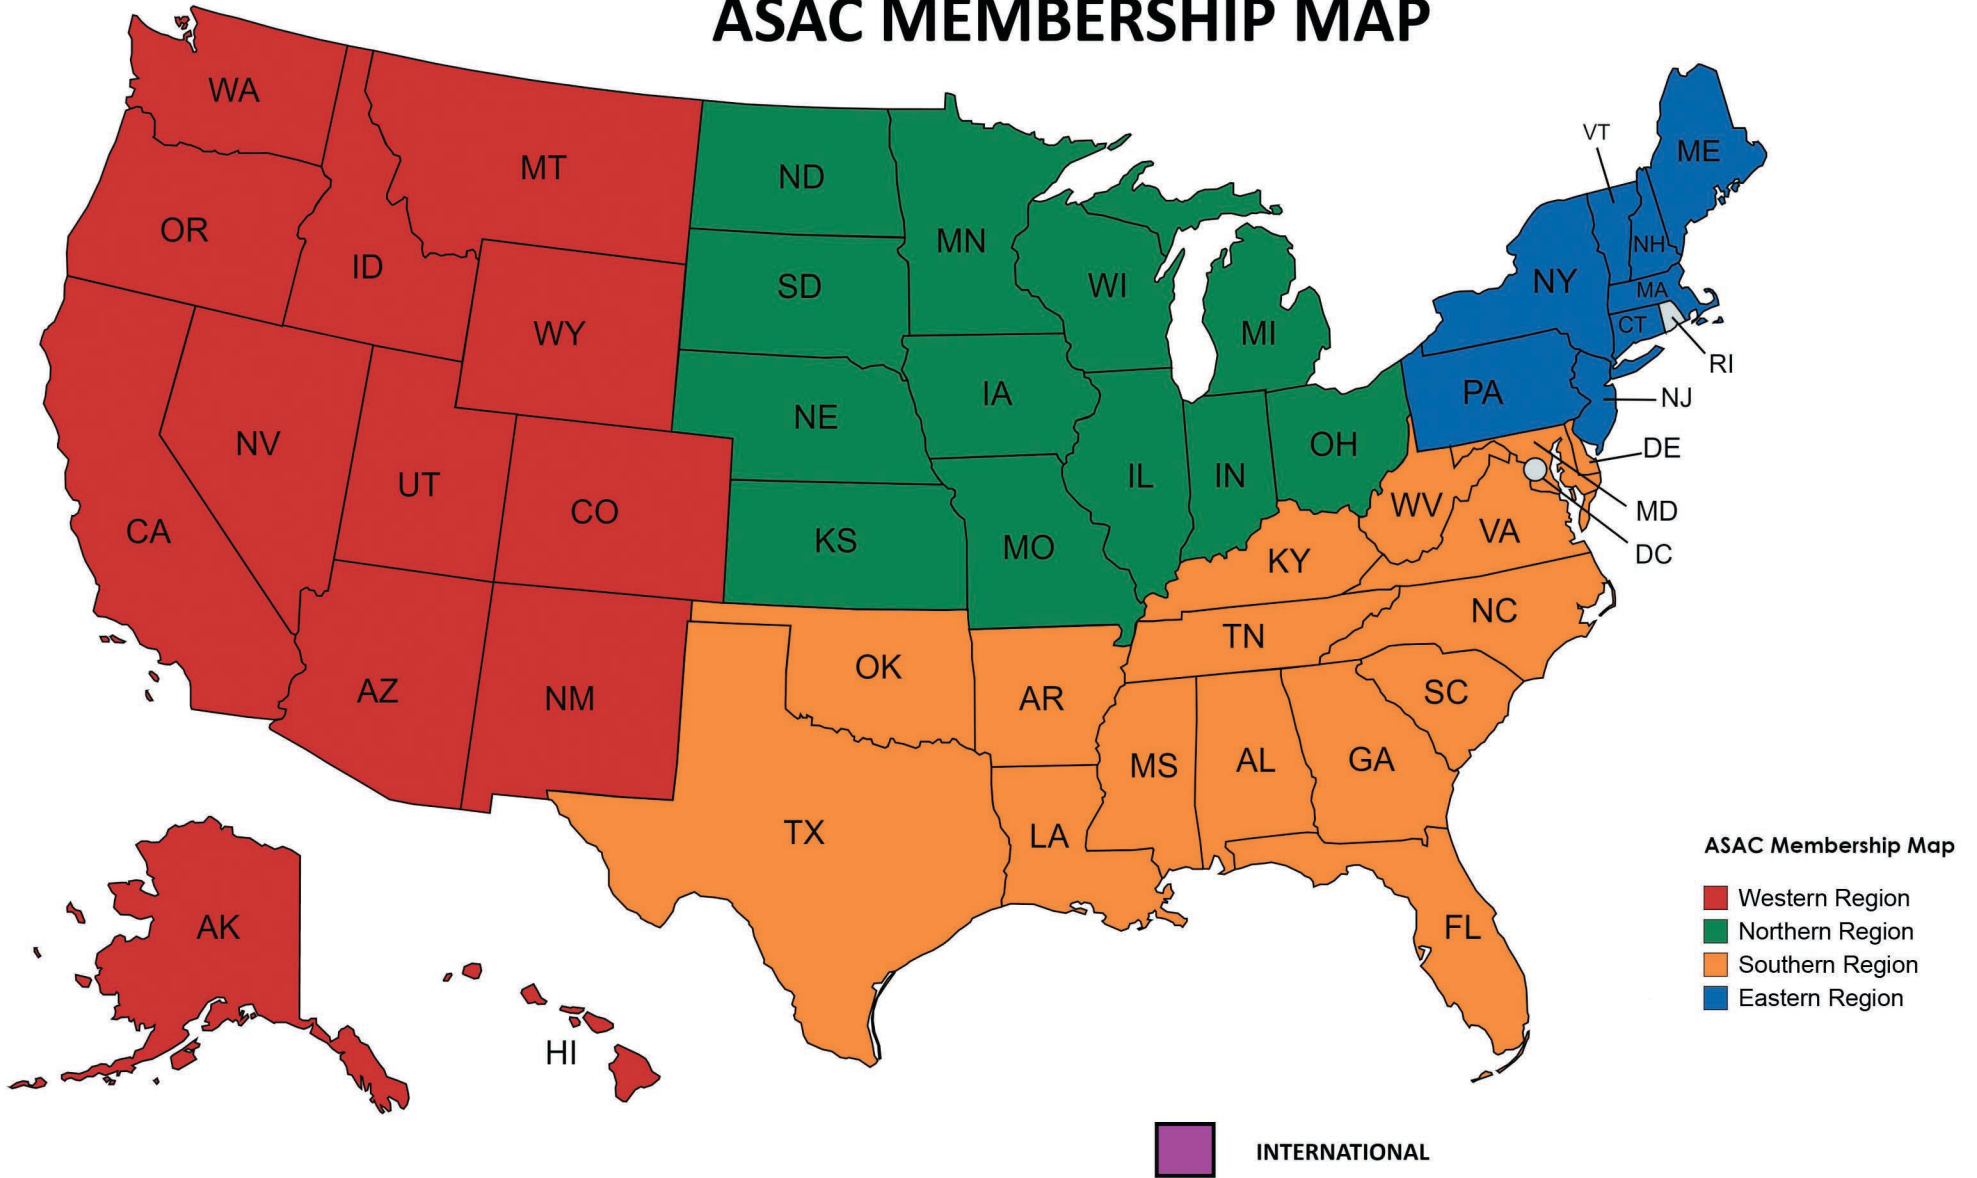 ASAC MEMBERSHIP MAP
WA
MT
OR
ID
WY
NV
UT
CO
CA
AZ
NM
AK
HI
ND
SD
NE
KS
MN
IA
MO
WI
IL
IN
MI
OH
OK
TX
AR
LA
KY
TN
MS
AL
GA
FL
SC
NC
VA
WV
VT
ME
NH
NY
MA
CT
RI
PA
NJ
DE
MD
DC
ASAC Membership Map
Western Region
Northern Region
Southern Region
Eastern Region
INTERNATIONAL